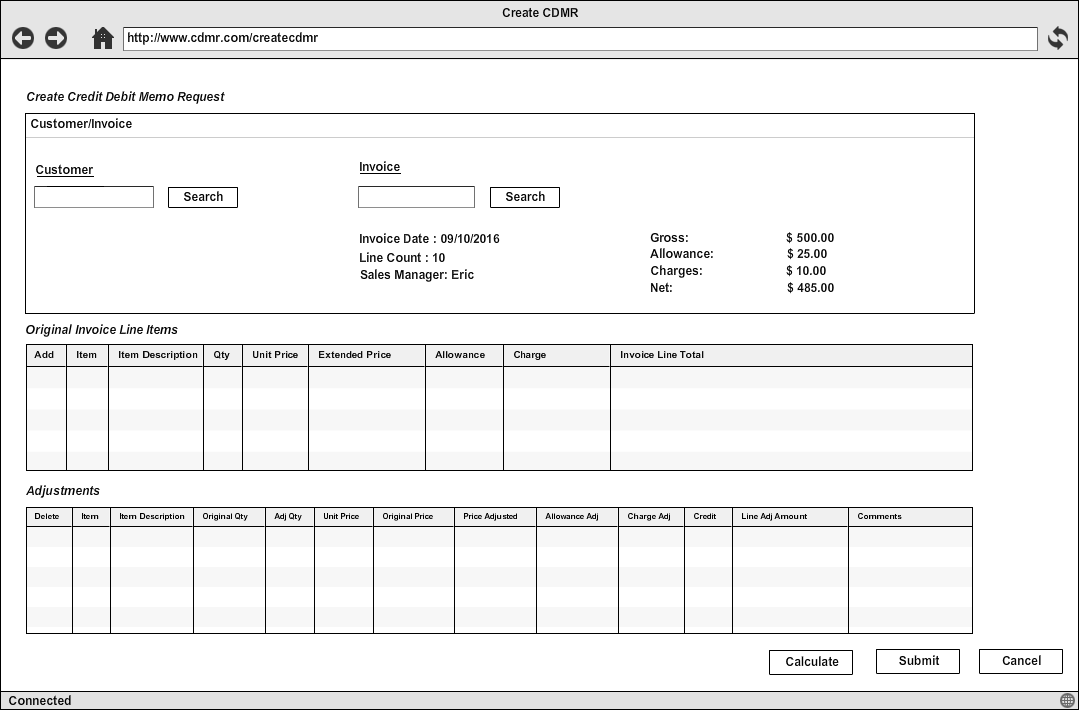 Create CDMR
http://www.cdmr.com/createcdmr
Create Credit Debit Memo Request
Customer/Invoice
Customer
Invoice
Search
Search
Invoice Date : 09/10/2016
Line Count : 10
Sales Manager: Eric
Gross: $ 500.00
Allowance: $ 25.00
Charges: $ 10.00
Net: $ 485.00
Original Invoice Line Items
Add Item Item Description Qty Unit Price Extended Price Allowance Charge Invoice Line Total
Adjustments
Delete Item Item Description Original Qty Adj Qty Unit Price Original Price Price Adjusted Allowance Adj Charge Adj Credit Line Adj Amount Comments
Calculate Submit Cancel
Connected